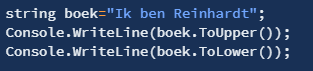 string boek="Ik ben Reinhardt";
Console.WriteLine(boek.ToUpper());
Console.WriteLine(boek.ToLower());